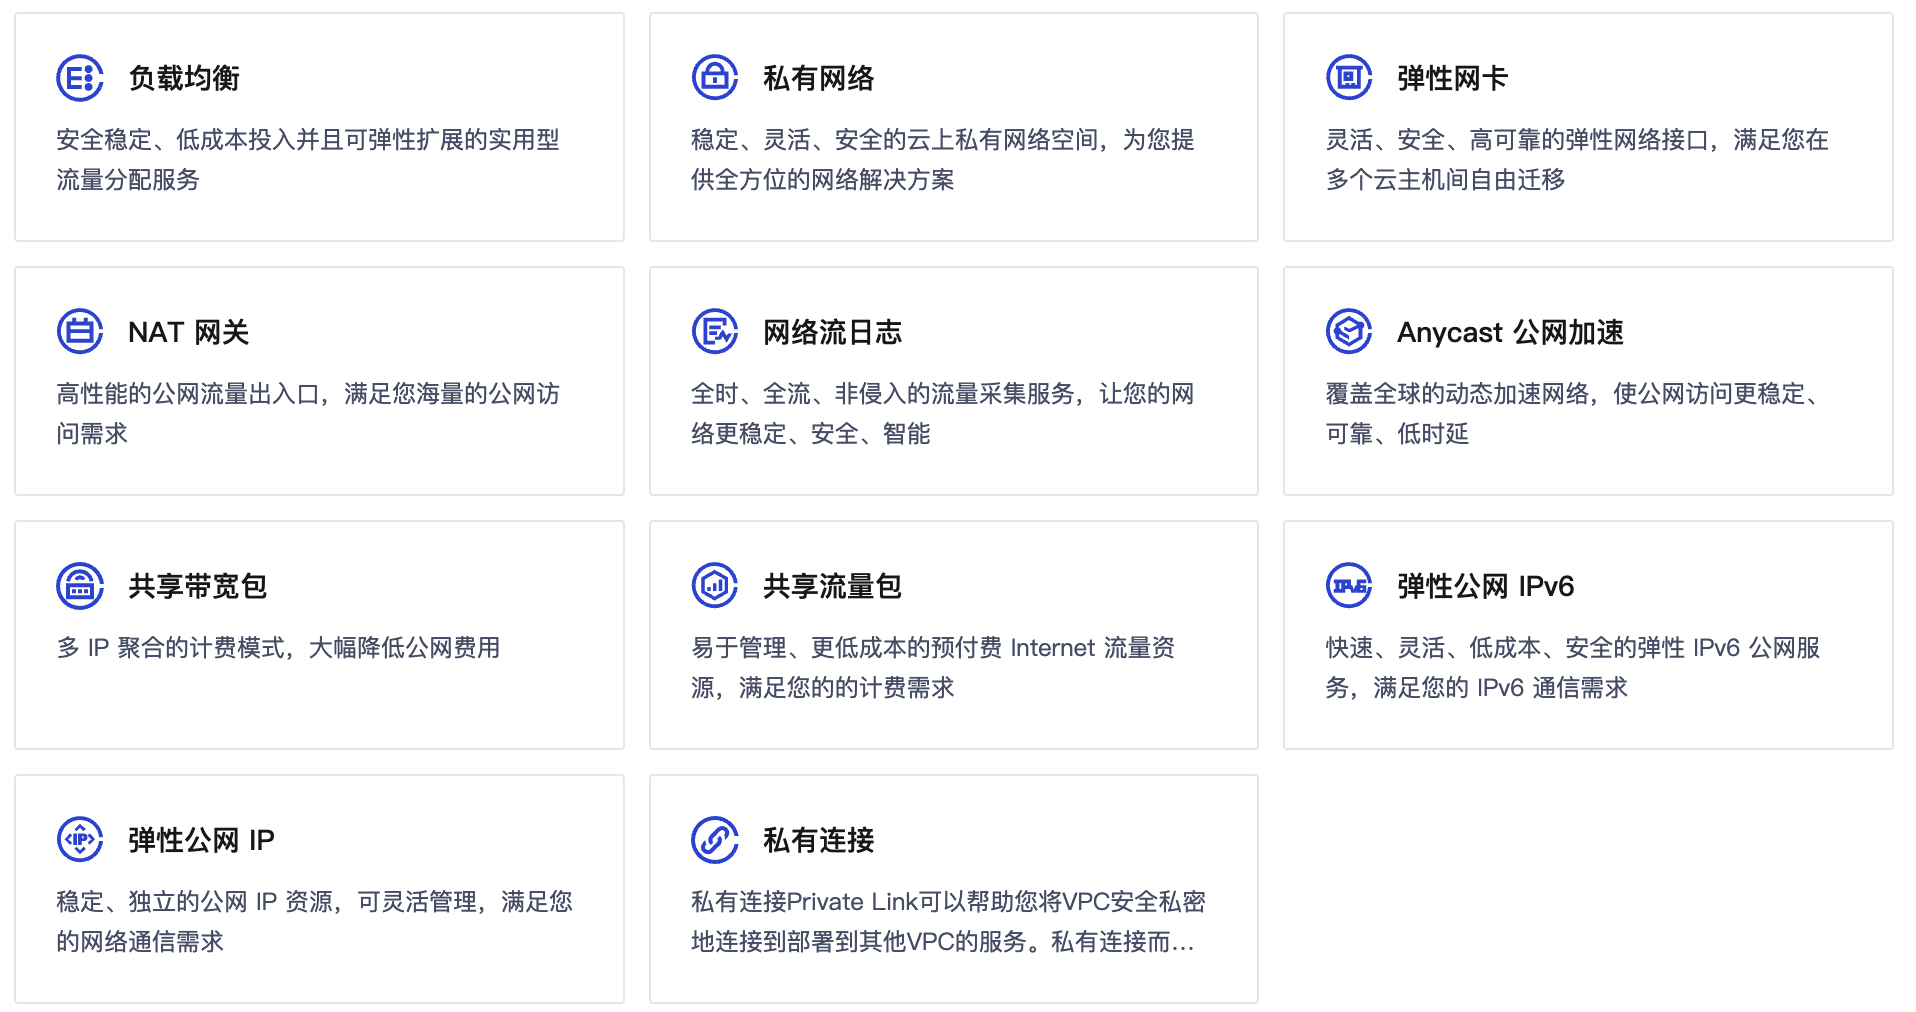 负载均衡
安全稳定、低成本投入并且可弹性扩展的实用型
流量分配服务
私有网络
稳定、灵活、安全的云上私有网络空间，为您提
供全方位的网络解决方案
弹性网卡
灵活、安全、高可靠的弹性网络接口，满足您在
多个云主机间自由迁移
NAT 网关
高性能的公网流量出入口，满足您海量的公网访
问需求
网络流日志
全时、全流、非侵入的流量采集服务，让您的网
络更稳定、安全、智能
Anycast 公网加速
覆盖全球的动态加速网络，使公网访问更稳定、
可靠、低时延
共享带宽包
多 IP 聚合的计费模式，大幅降低公网费用
共享流量包
易于管理、更低成本的预付费 Internet 流量资
源，满足您的的计费需求
IPv6
弹性公网 IPv6
快速、灵活、低成本、安全的弹性 IPv6 公网服
务，满足您的 IPv6 通信需求
IP
弹性公网 IP
稳定、独立的公网 IP 资源，可灵活管理，满足您
的网络通信需求
私有连接
私有连接Private Link可以帮助您将VPC安全私密
地连接到部署到其他VPC的服务。私有连接而...